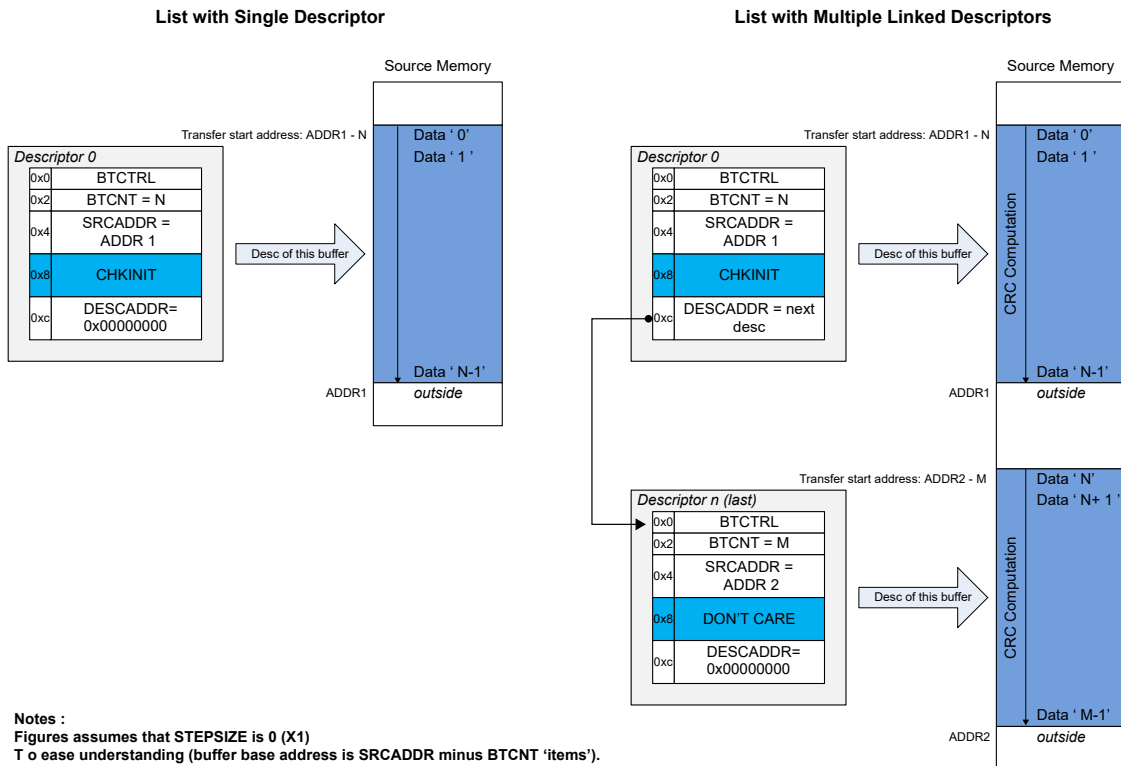 List with Single Descriptor
Source Memory
Transfer start address: ADDR1 - N
Data ‘ 0’
Data ‘ 1 ’
Descriptor 0
0x0 BTCTRL
0x2 BTCNT = N
0x4 SRCADDR =
ADDR 1
0x8 CHKINIT
0xc DESCADDR=
0x00000000
Desc of this buffer
Data ‘ N-1’
ADDR1
outside
List with Multiple Linked Descriptors
Source Memory
Transfer start address: ADDR1 - N
Data ‘ 0’
Data ‘ 1 ’
Descriptor 0
0x0 BTCTRL
0x2 BTCNT = N
0x4 SRCADDR =
ADDR 1
0x8 CHKINIT
0xc DESCADDR = next
desc
Desc of this buffer
CRC Computation
Data ‘ N-1’
ADDR1
outside
Transfer start address: ADDR2 - M
Data ‘ N’
Data ‘ N+ 1 ’
Descriptor n (last)
0x0 BTCTRL
0x2 BTCNT = M
0x4 SRCADDR =
ADDR 2
0x8 DON'T CARE
0xc DESCADDR=
0x00000000
Desc of this buffer
CRC Computation
Data ‘ M-1’
ADDR2
outside
Notes :
Figures assumes that STEPSIZE is 0 (X1)
T o ease understanding (buffer base address is SRCADDR minus BTCNT ‘items’).